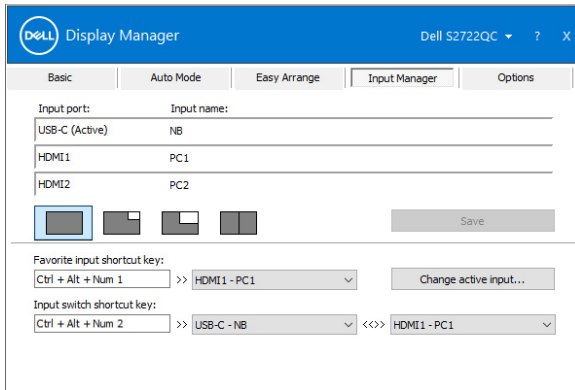 DELL Display Manager Dell S2722QC ? X
Basic Auto Mode Easy Arrange Input Manager Options
Input port: Input name:
USB-C (Active) NB
HDMI1 PC1
HDMI2 PC2
Save
Favorite input shortcut key:
Ctrl + Alt + Num 1 >> HDMI1 - PC1 Change active input...
Input switch shortcut key:
Ctrl + Alt + Num 2 >> USB-C - NB <<>> HDMI1 - PC1